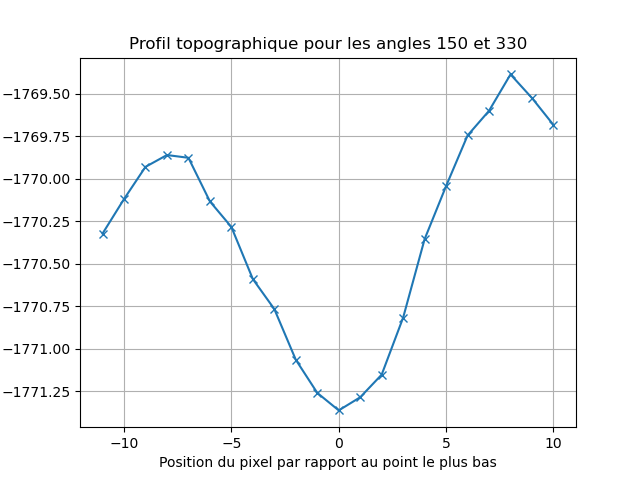 Profil topographique pour les angles 150 et 330
−1769.50
−1769.75
−1770.00
−1770.25
−1770.50
−1770.75
−1771.00
−1771.25
−10 −5 0 5 10
Position du pixel par rapport au point le plus bas